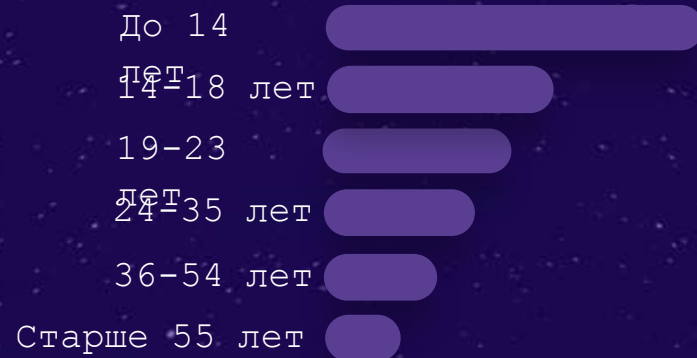 До 14
лет
14-18 лет
19-23
лет
24-35 лет
36-54 лет
Старше 55 лет